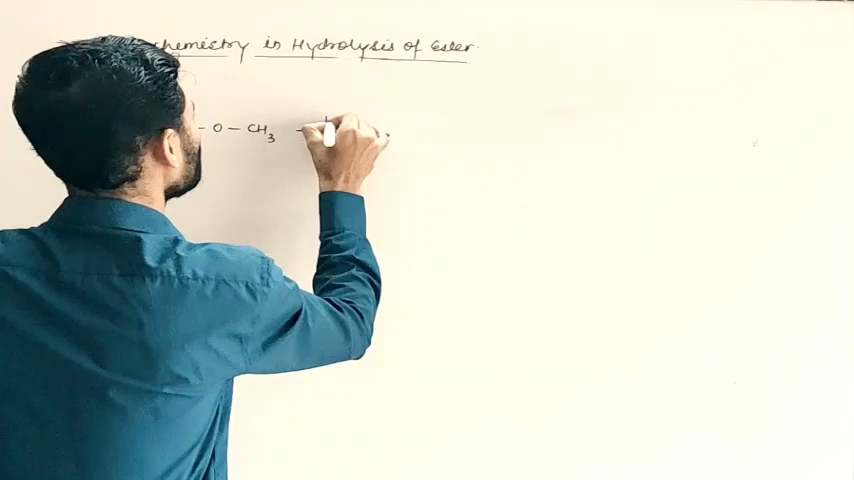 chemistry in Hydrolysis of Ester.
- O - CH3